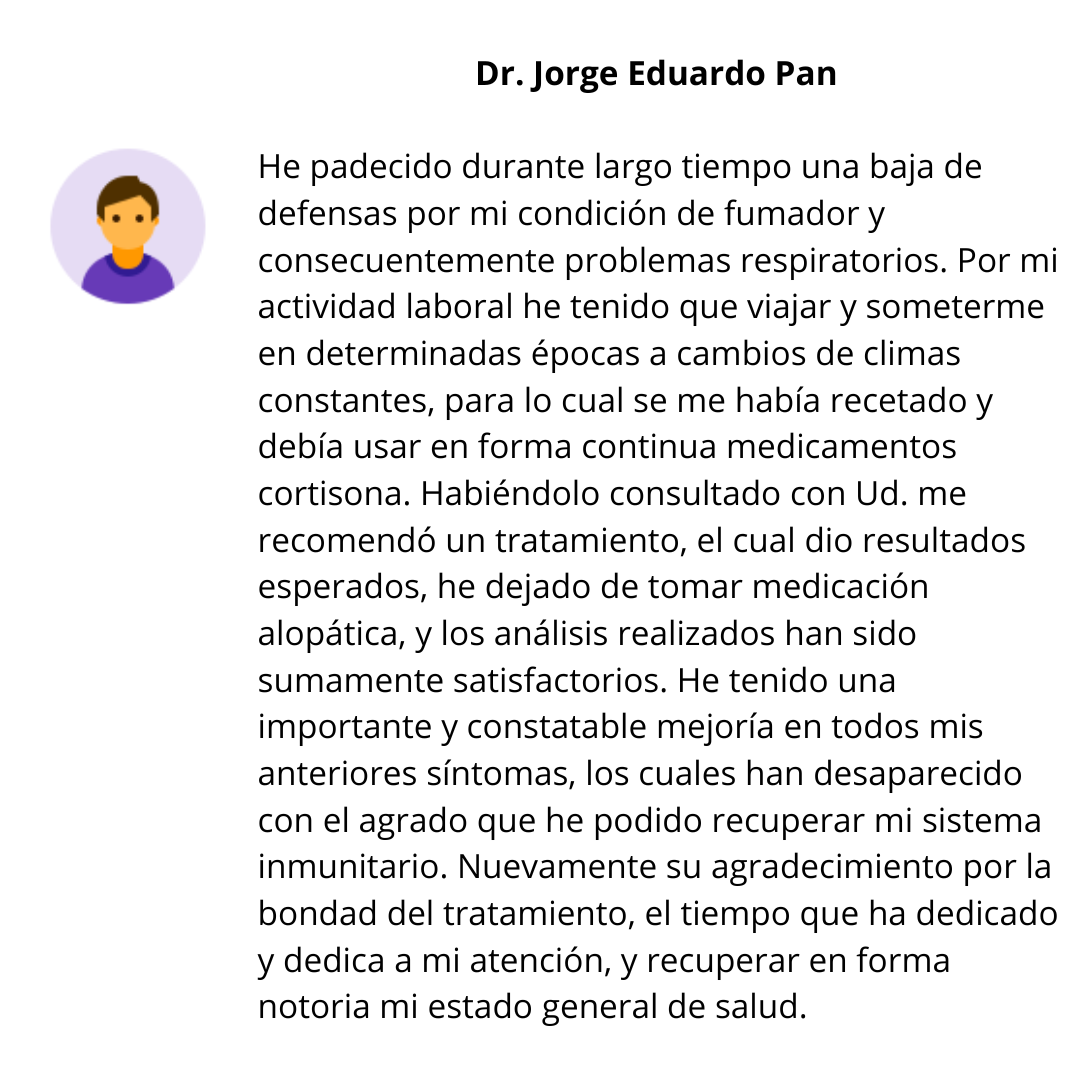 Dr. Jorge Eduardo Pan
He padecido durante largo tiempo una baja de
defensas por mi condición de fumador y
consecuentemente problemas respiratorios. Por mi
actividad laboral he tenido que viajar y someterme
en determinadas épocas a cambios de climas
constantes, para lo cual se me había recetado y
debía usar en forma continua medicamentos
cortisona. Habiéndolo consultado con Ud. me
recomendó un tratamiento, el cual dio resultados
esperados, he dejado de tomar medicación
alopática, y los análisis realizados han sido
sumamente satisfactorios. He tenido una
importante y constatable mejoría en todos mis
anteriores síntomas, los cuales han desaparecido
con el agrado que he podido recuperar mi sistema
inmunitario. Nuevamente su agradecimiento por la
bondad del tratamiento, el tiempo que ha dedicado
y dedica a mi atención, y recuperar en forma
notoria mi estado general de salud.